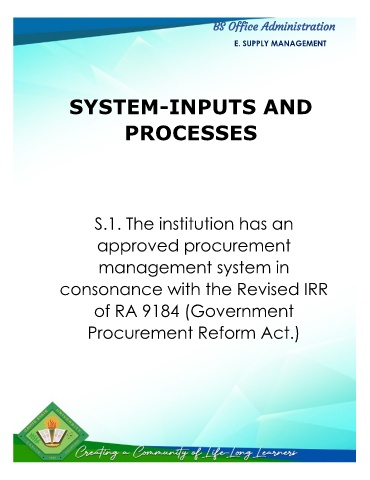 BS Office Administration
E. SUPPLY MANAGEMENT
SYSTEM-INPUTS AND
PROCESSES
S.1. The institution has an
approved procurement
management system in
consonance with the Revised IRR
of RA 9184 (Government
Procurement Reform Act.)
Creating a Community of Life-Long Learners